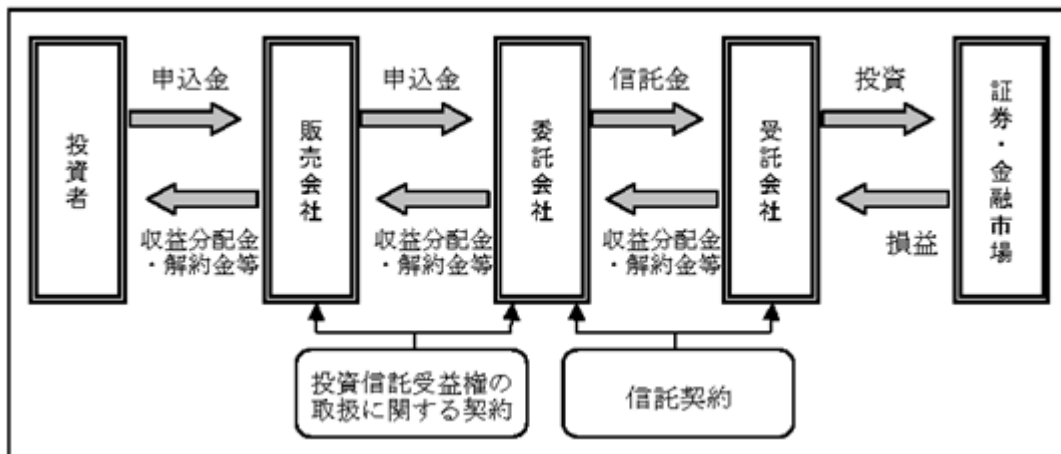 申込金
申込金
信託金
投資
投資者
販売会社
委託会社
受託会社
証券・金融市場
収益分配金
・解約金等
収益分配金
・解約金等
収益分配金
・解約金等
損益
投資信託受益権の
取扱に関する契約
信託契約